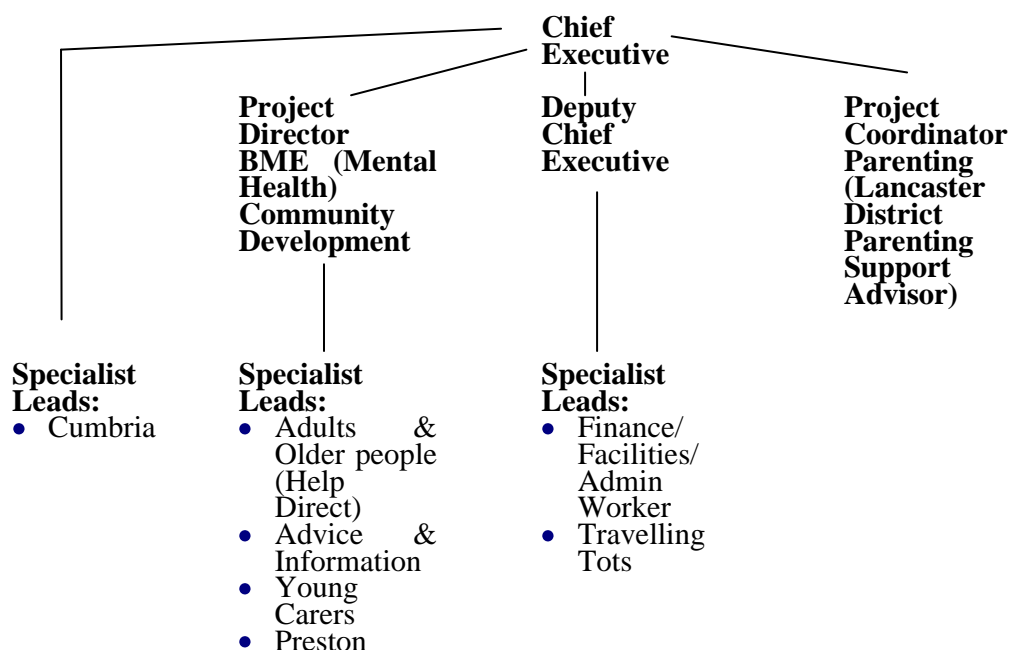 Chief
Executive
Project
Director
BME (Mental
Health)
Community
Development
Deputy
Chief
Executive
Project
Coordinator
Parenting
(Lancaster
District
Parenting
Support
Advisor)
Specialist
Leads:
• Cumbria
Specialist
Leads:
• Adults &
Older people
(Help
Direct)
• Advice &
Information
• Young
Carers
• Preston
Specialist
Leads:
• Finance/
Facilities/
Admin
Worker
• Travelling
Tots